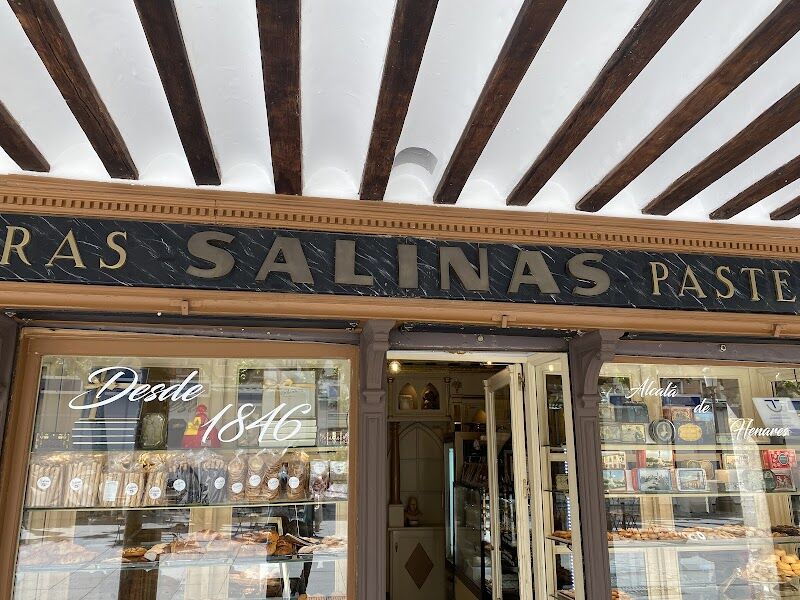 RAS SALINAS PASTE
Desde
1846
Alcalá
de
Henares